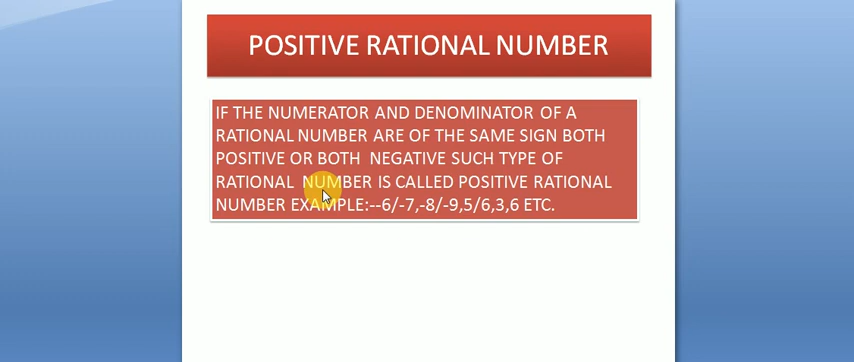 POSITIVE RATIONAL NUMBER
IF THE NUMERATOR AND DENOMINATOR OF A
RATIONAL NUMBER ARE OF THE SAME SIGN BOTH
POSITIVE OR BOTH NEGATIVE SUCH TYPE OF
RATIONAL NUMBER IS CALLED POSITIVE RATIONAL
NUMBER EXAMPLE:--6/-7,-8/-9,5/6,3,6 ETC.